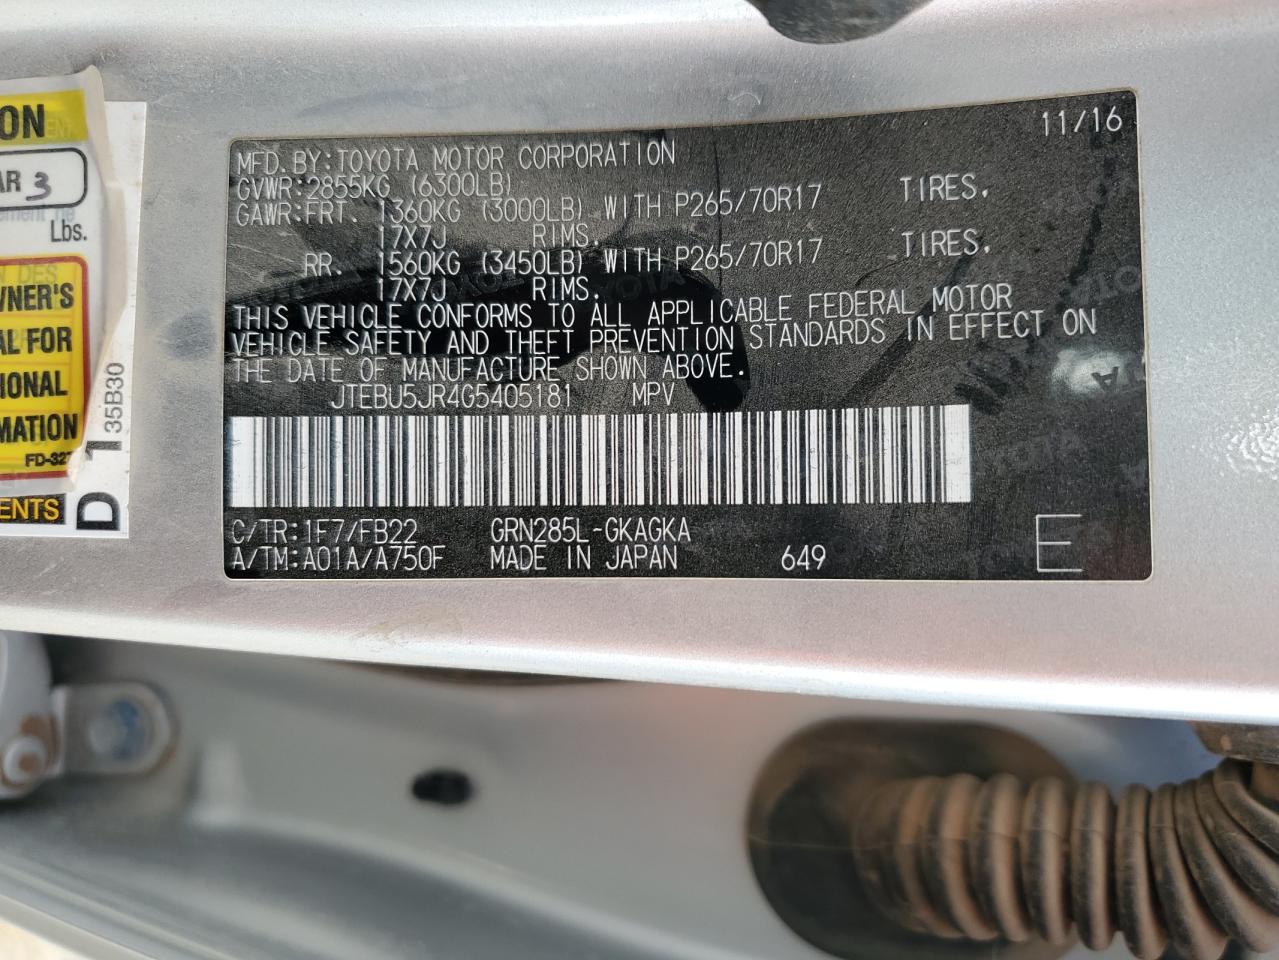 11/16
MFD.BY:TOYOTA MOTOR CORPORATION
GVWR:2855KG (6300LB)
GAWR:FRT. 1360KG (3000LB) WITH P265/70R17 TIRES.
17X7J RIMS.
RR. 1560KG (3450LB) WITH P265/70R17 TIRES.
17X7J RIMS.
THIS VEHICLE CONFORMS TO ALL APPLICABLE FEDERAL MOTOR
VEHICLE SAFETY AND THEFT PREVENTION STANDARDS IN EFFECT ON
THE DATE OF MANUFACTURE SHOWN ABOVE.
JTEBU5JR4G5405181 MPV
C/TR:1F7/FB22 GRN285L-GKAGKA
A/TM:A01A/A750F MADE IN JAPAN 649 E
ON
AR 3
Lbs.
WNER'S
AL FOR
IONAL
MATION
FD-32
ENTS
D 1
35B30